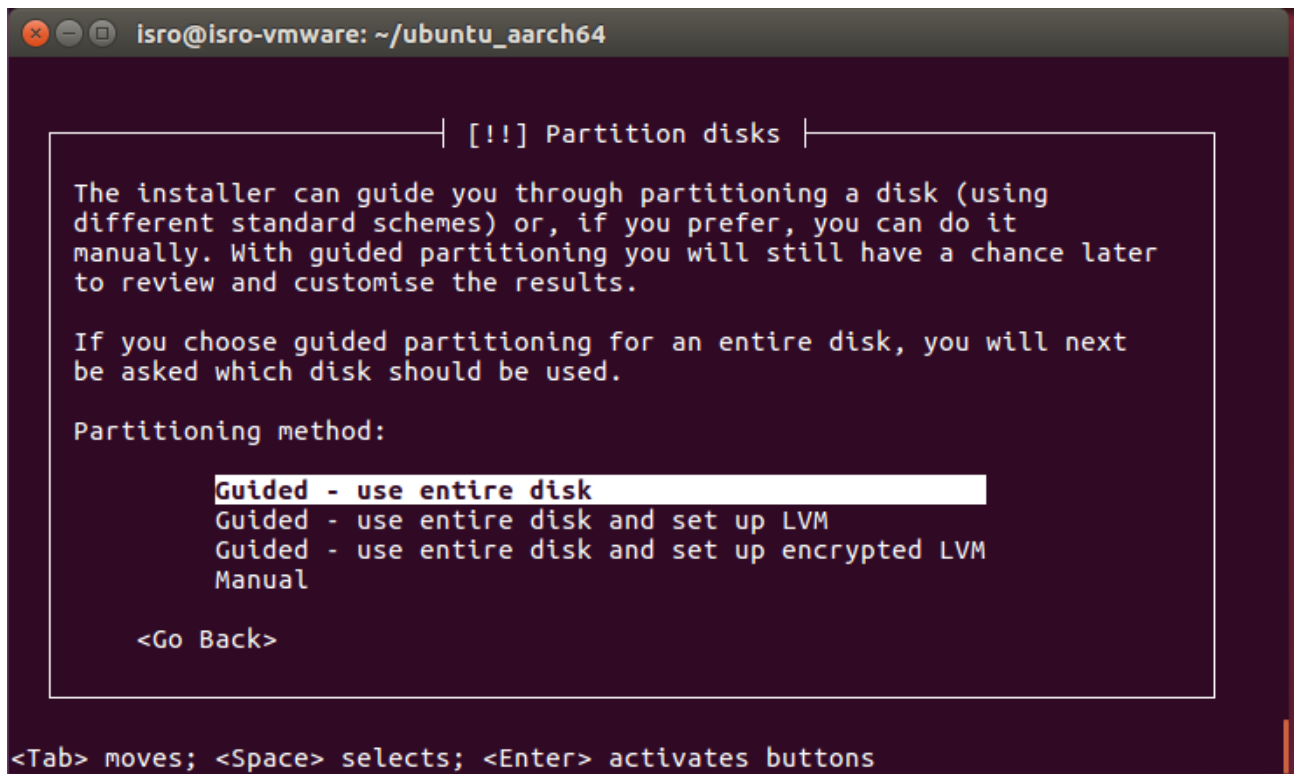 isro@isro-vmware: ~/ubuntu_aarch64
[!!] Partition disks
The installer can guide you through partitioning a disk (using
different standard schemes) or, if you prefer, you can do it
manually. With guided partitioning you will still have a chance later
to review and customise the results.
If you choose guided partitioning for an entire disk, you will next
be asked which disk should be used.
Partitioning method:
Guided - use entire disk
Guided - use entire disk and set up LVM
Guided - use entire disk and set up encrypted LVM
Manual
<Go Back>
<Tab> moves; <Space> selects; <Enter> activates buttons